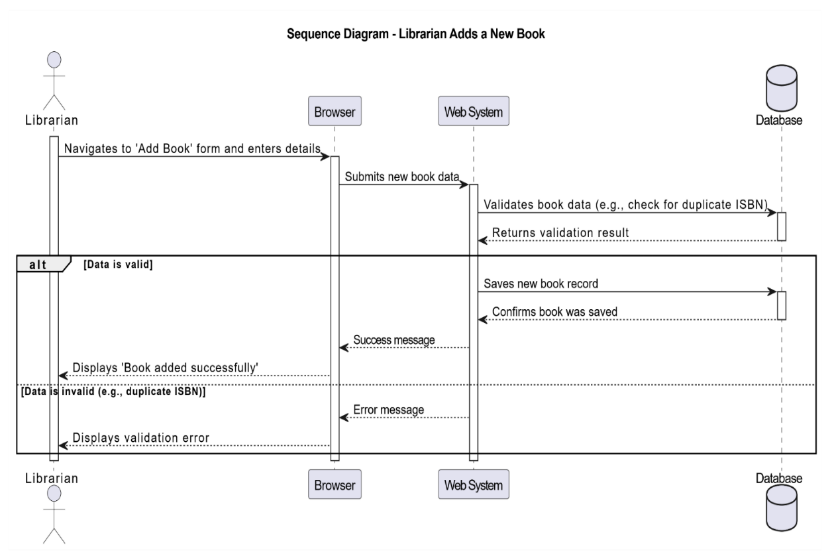 Sequence Diagram - Librarian Adds a New Book
Librarian
Browser
Web System
Database
Navigates to 'Add Book' form and enters details
Submits new book data
Validates book data (e.g., check for duplicate ISBN)
Returns validation result
alt
[Data is valid]
Saves new book record
Confirms book was saved
Success message
Displays 'Book added successfully'
[Data is invalid (e.g., duplicate ISBN)]
Error message
Displays validation error
Librarian
Browser
Web System
Database